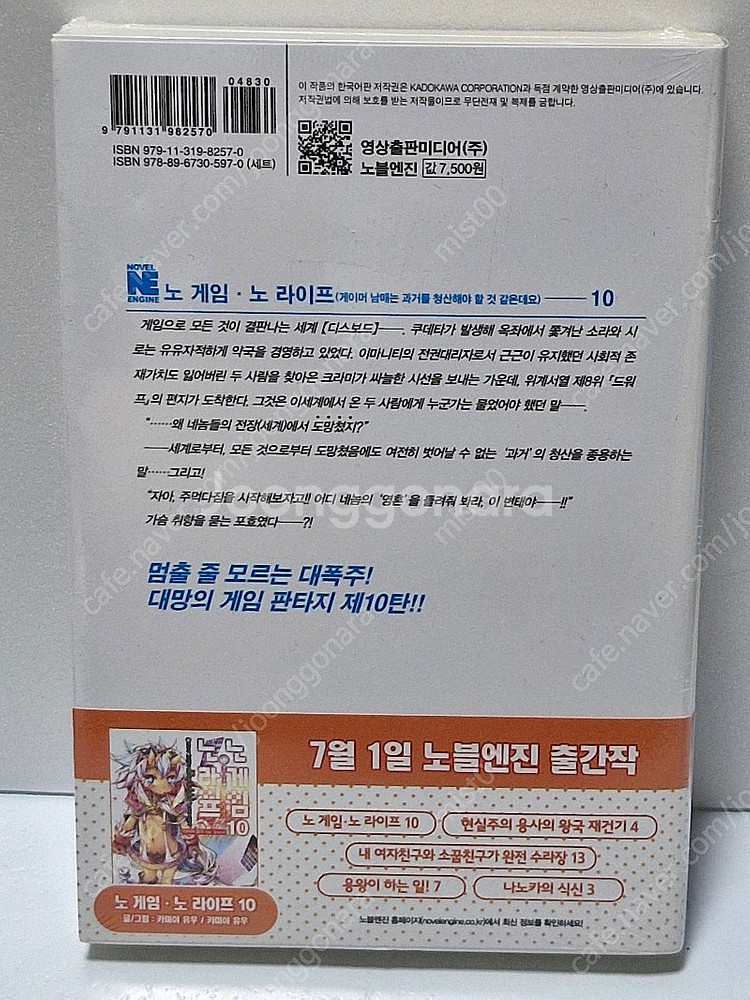 04830
9 791131 982570
ISBN 979-11-319-8257-0
ISBN 978-89-6730-597-0 (세트)
이 작품의 한국어판 저작권은 KADOKAWA CORPORATION과 독점 계약한 영상출판미디어(주)에 있습니다.
저작권법에 의해 보호를 받는 저작물이므로 무단전재 및 복제를 금합니다.
영상출판미디어(주)
노블엔진 값 7,500원
NOVEL
NE
ENGINE
노 게임·노 라이프(게이머 남매는 과거를 청산해야 할 것 같은데요) ── 10
게임으로 모든 것이 결판나는 세계 【디스보드】──. 쿠데타가 발생해 옥좌에서 쫓겨난 소라와 시
로는 유유자적하게 약국을 경영하고 있었다. 이마니티의 전권대리자로서 근근이 유지했던 사회적 존
재가치도 잃어버린 두 사람을 찾아온 크라미가 싸늘한 시선을 보내는 가운데, 위계서열 제8위 『드워
프』의 편지가 도착한다. 그것은 이세계에서 온 두 사람에게 누군가는 물었어야 했던 말──.
“……왜 네놈들의 전장(세계)에서 도망쳤지?”
──세계로부터, 모든 것으로부터 도망쳤음에도 여전히 벗어날 수 없는 ‘과거’의 청산을 종용하는
말……그리고!
“자아, 주먹다짐을 시작해보자고!! 어디 네놈의 ‘영혼’을 들려줘 봐라, 이 변태야──!!”
가슴 취향을 묻는 포효였다──?!
멈출 줄 모르는 대폭주!
대망의 게임 판타지 제10탄!!
7월 1일 노블엔진 출간작
노 게임·노 라이프 10
현실주의 용사의 왕국 재건기 4
내 여자친구와 소꿉친구가 완전 수라장 13
용왕이 하는 일! 7
나노카의 식신 3
노블엔진 홈페이지(novelengine.co.kr)에서 최신 정보를 확인하세요!
노 게임·노 라이프 10
노 게임·노 라이프 10
글/그림 : 카미야 유우 / 카미야 유우
Joonggonara
cafe.naver.com/joonggonara
mist00